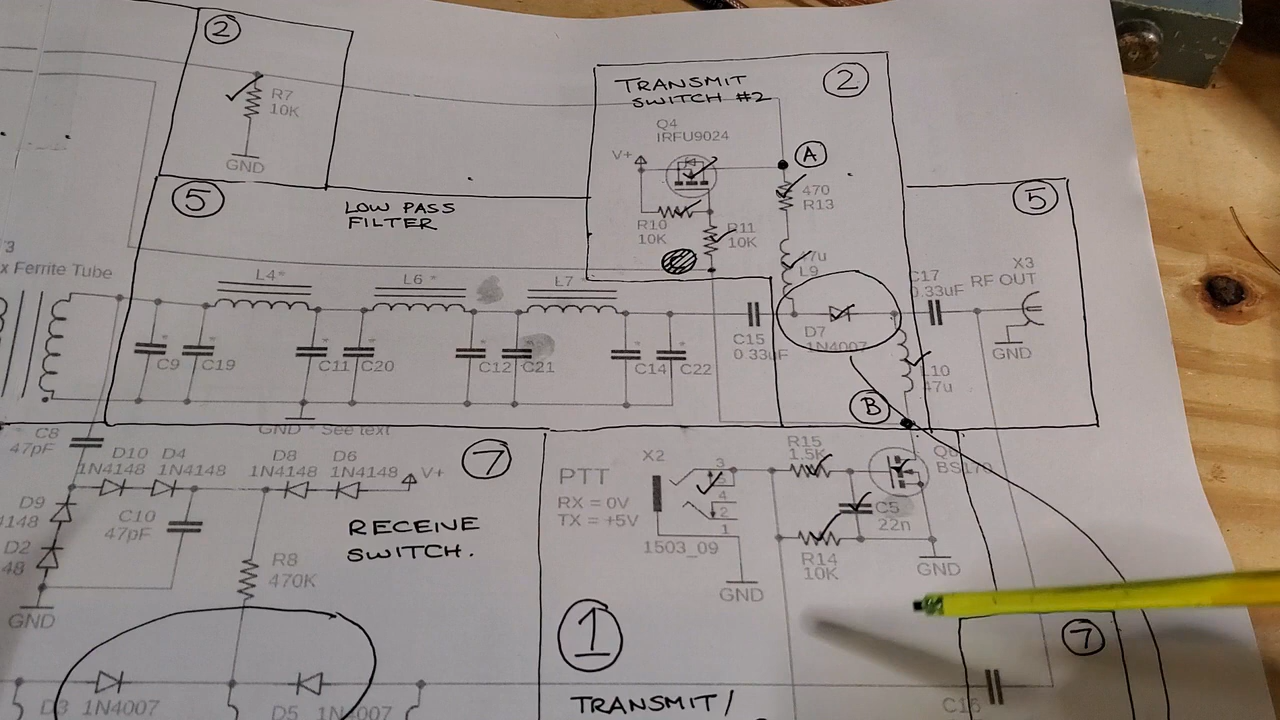 2
R7
10K
GND
TRANSMIT
SWITCH #2
2
Q4
IRFU9024
V+
A
470
R13
R10
10K
R11
10K
L9
5
LOW PASS
FILTER
5
x Ferrite Tube
L4*
L6 *
L7*
C17
0.33uF
X3
RF OUT
GND
C9
C19
C11
C20
C12
C21
C14
C22
C15
0.33uF
D7
1N4007
L10
47u
B
GND * See text
C8
47pF
D10
1N4148
D4
1N4148
D8
1N4148
D6
1N4148
V+
7
D9
4148
C10
47pF
D2
48
GND
RECEIVE
SWITCH.
R8
470K
PTT
RX = 0V
TX = +5V
X2
3
5
4
2
1
1503_09
GND
R15
1.5K
BS170
C5
22n
R14
10K
GND
1
7
D3 1N4007
D5 1N4007
TRANSMIT/
C16